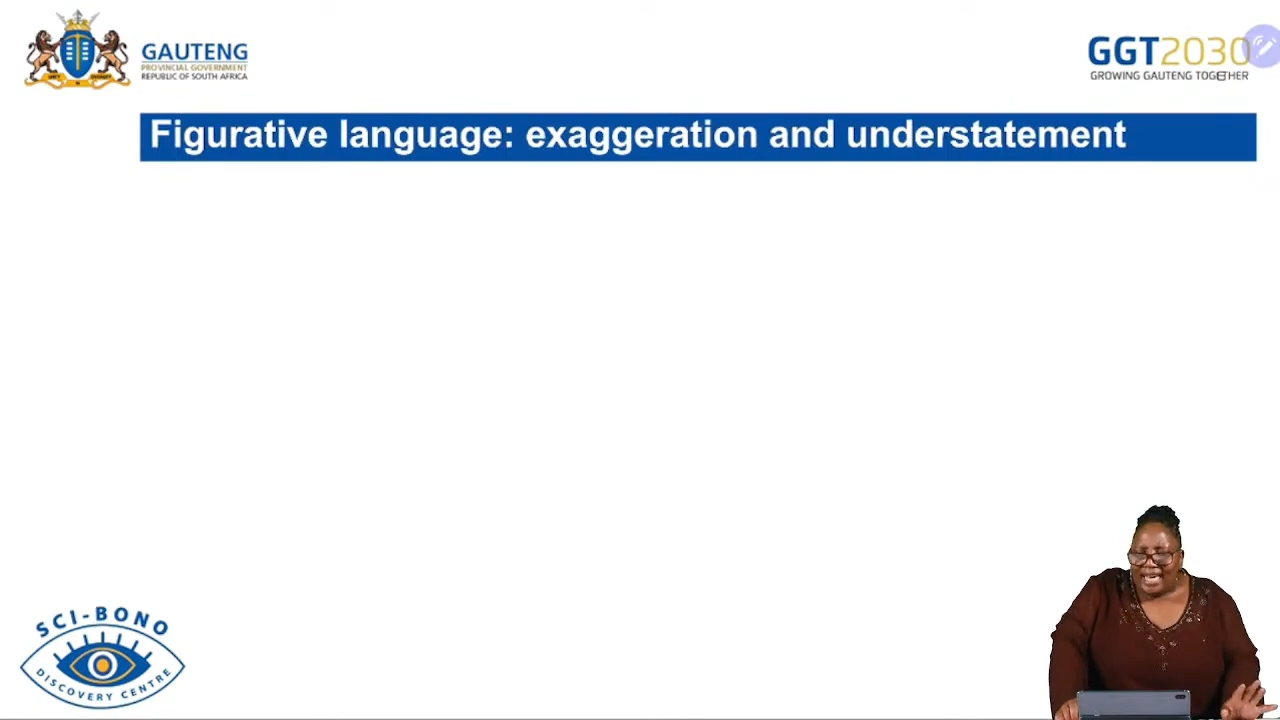 GAUTENG
PROVINCIAL GOVERNMENT
REPUBLIC OF SOUTH AFRICA
GGT2030
GROWING GAUTENG TOGETHER
Figurative language: exaggeration and understatement
SCI-BONO
DISCOVERY CENTRE